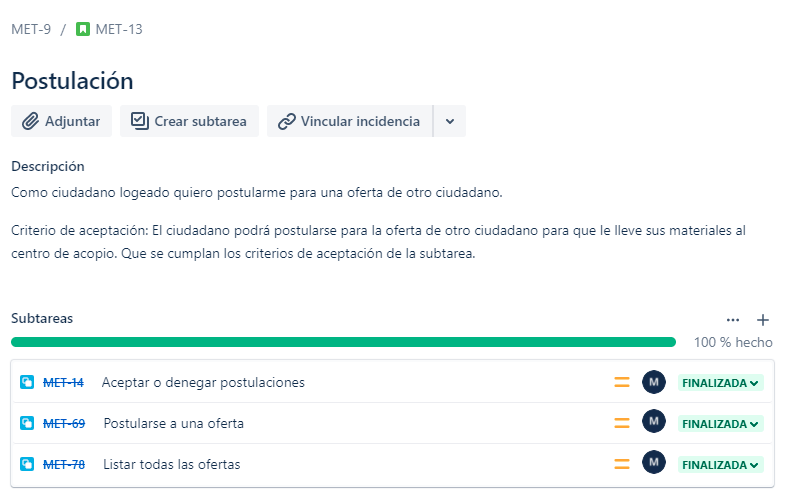 MET-9 / MET-13
Postulación
Adjuntar Crear subtarea Vincular incidencia
Descripción
Como ciudadano logeado quiero postularme para una oferta de otro ciudadano.
Criterio de aceptación: El ciudadano podrá postularse para la oferta de otro ciudadano para que le lleve sus materiales al
centro de acopio. Que se cumplan los criterios de aceptación de la subtarea.
Subtareas
100 % hecho
MET-14 Aceptar o denegar postulaciones M FINALIZADA
MET-69 Postularse a una oferta M FINALIZADA
MET-78 Listar todas las ofertas M FINALIZADA